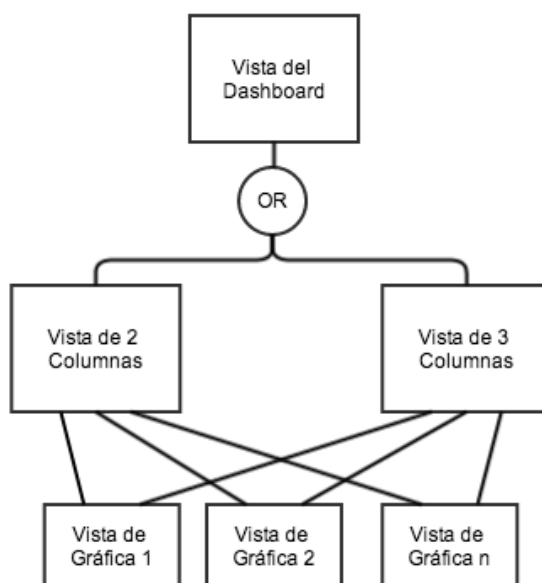 Vista del
Dashboard
OR
Vista de 2
Columnas
Vista de 3
Columnas
Vista de
Gráfica 1
Vista de
Gráfica 2
Vista de
Gráfica n